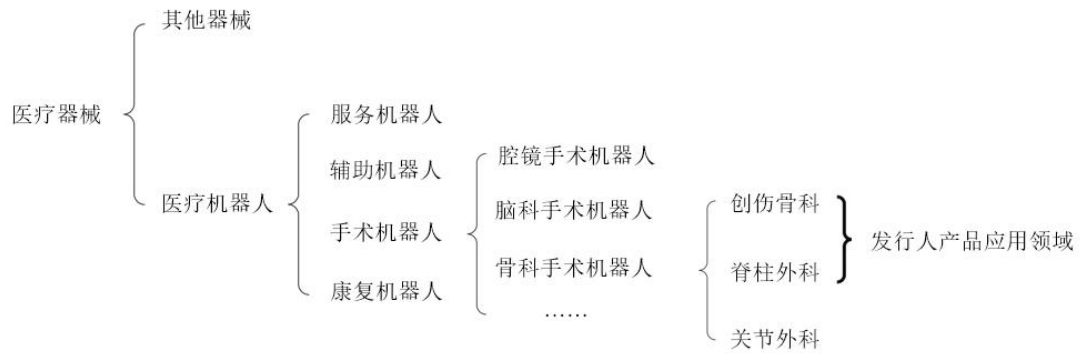 其他器械
医疗器械
服务机器人
辅助机器人
腔镜手术机器人
医疗机器人
脑科手术机器人
创伤骨科
手术机器人
发行人产品应用领域
骨科手术机器人
脊柱外科
康复机器人
……
关节外科